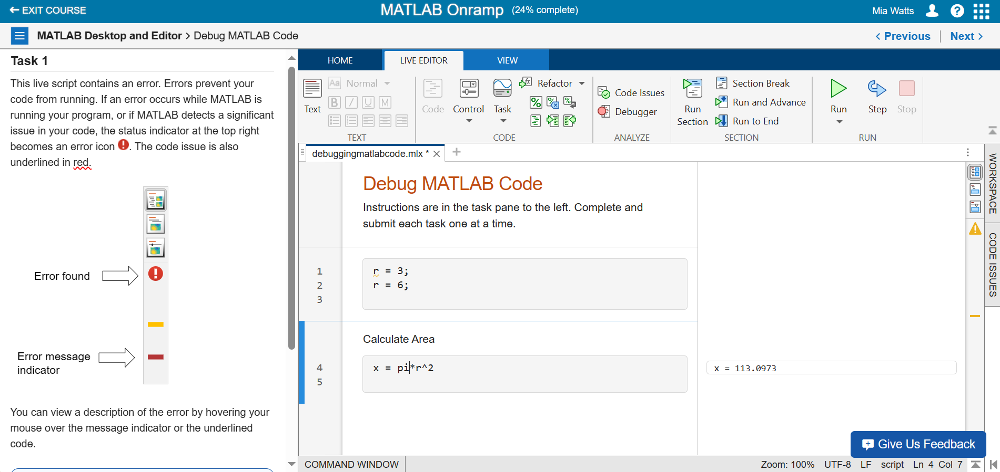 EXIT COURSE
MATLAB Onramp (24% complete)
Mia Watts
MATLAB Desktop and Editor > Debug MATLAB Code
< Previous
Next >
Task 1
This live script contains an error. Errors prevent your
code from running. If an error occurs while MATLAB is
running your program, or if MATLAB detects a significant
issue in your code, the status indicator at the top right
becomes an error icon . The code issue is also
underlined in red.
Error found
Error message
indicator
You can view a description of the error by hovering your
mouse over the message indicator or the underlined
code.
HOME
LIVE EDITOR
VIEW
Text
Aa Normal
B I U M
TEXT
Code
Control
Task
Refactor
CODE
Code Issues
Debugger
ANALYZE
Run
Section
Section Break
Run and Advance
Run to End
SECTION
Run
Step
Stop
RUN
debuggingmatlabcode.mlx *
Debug MATLAB Code
Instructions are in the task pane to the left. Complete and
submit each task one at a time.
1 r = 3;
2 r = 6;
3
Calculate Area
4 x = pi*r^2
5
x = 113.0973
WORKSPACE
CODE ISSUES
Give Us Feedback
COMMAND WINDOW
Zoom: 100% UTF-8 LF script Ln 4 Col 7